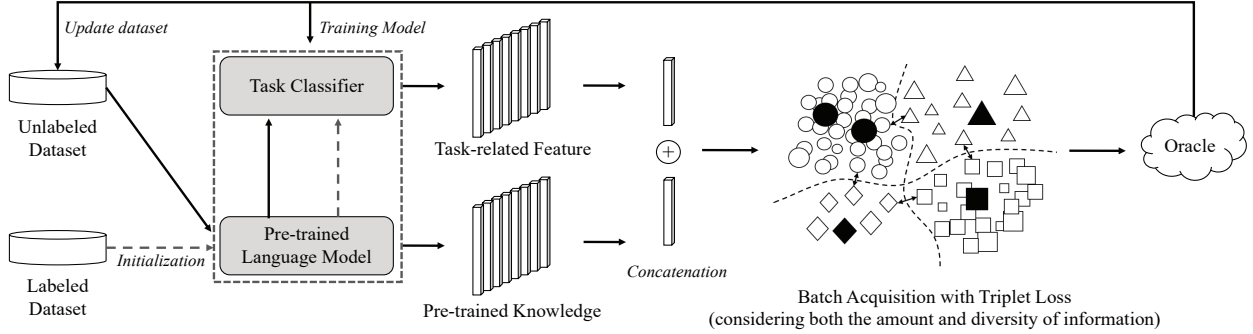 Update dataset
Training Model
Unlabeled
Dataset
Task Classifier
Task-related Feature
+
Oracle
Labeled
Dataset
Initialization
Pre-trained
Language Model
Pre-trained Knowledge
Concatenation
Batch Acquisition with Triplet Loss
(considering both the amount and diversity of information)